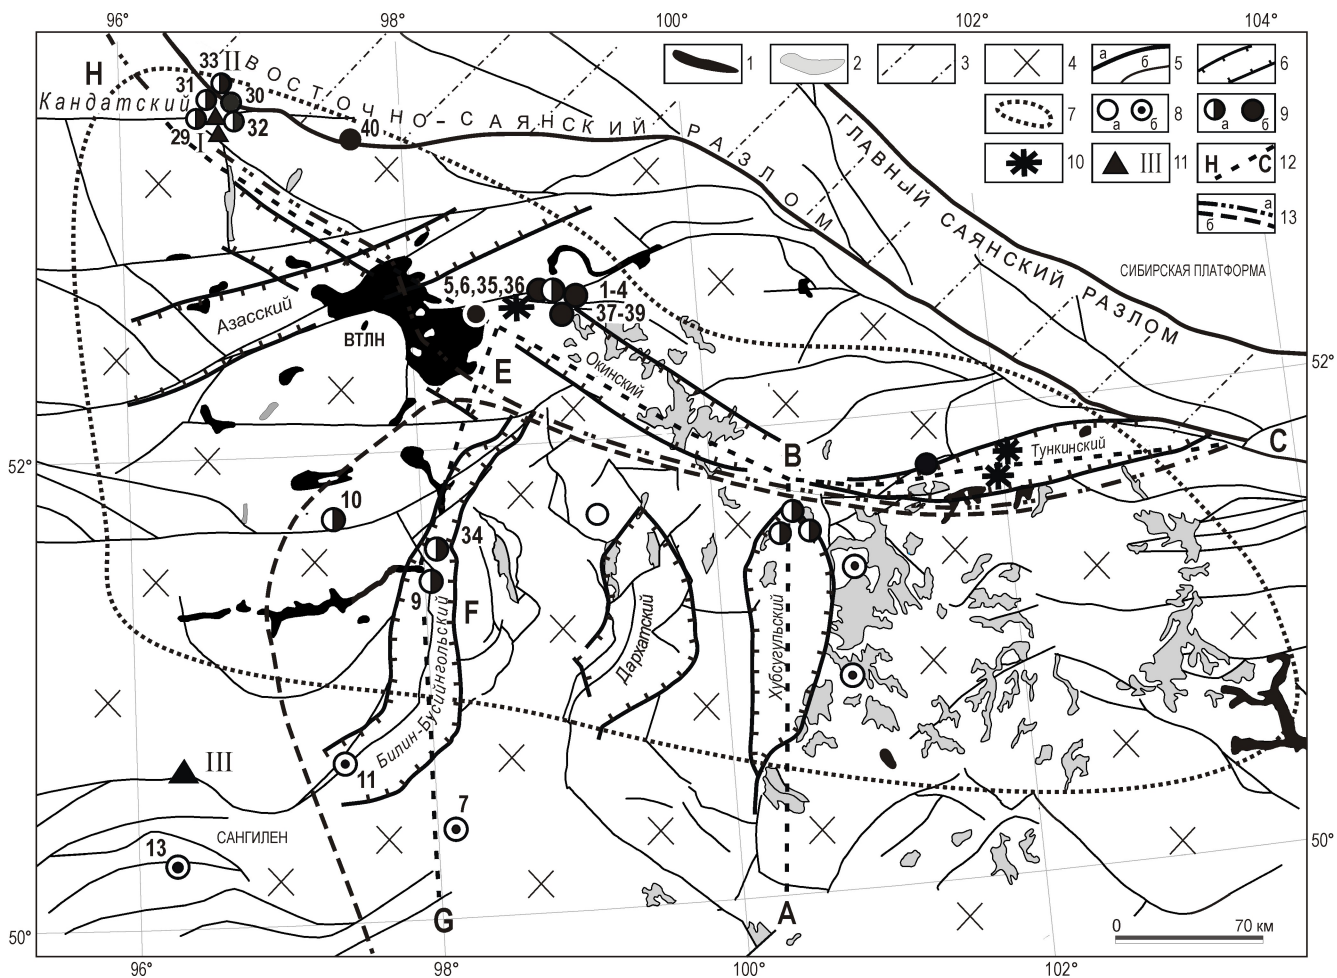 96°
98°
100°
102°
104°
1
2
3
4
а
б
5
6
7
а
б
8
а
б
9
10
III
11
Н
С
12
а
б
13
Н
33
II
31
30
Кандатский
29
I
32
40
ВОСТОЧНО-САЯНСКИЙ РАЗЛОМ
ГЛАВНЫЙ САЯНСКИЙ РАЗЛОМ
СИБИРСКАЯ ПЛАТФОРМА
5,6,35,36
1-4
37-39
Азасский
ВТЛН
E
Окинский
52°
52°
B
C
Тункинский
10
34
9
F
Билин-Бусийнгольский
Дархатский
Хубсугульский
III
11
7
САНГИЛЕН
13
50°
50°
G
A
0
70 км
96°
98°
100°
102°